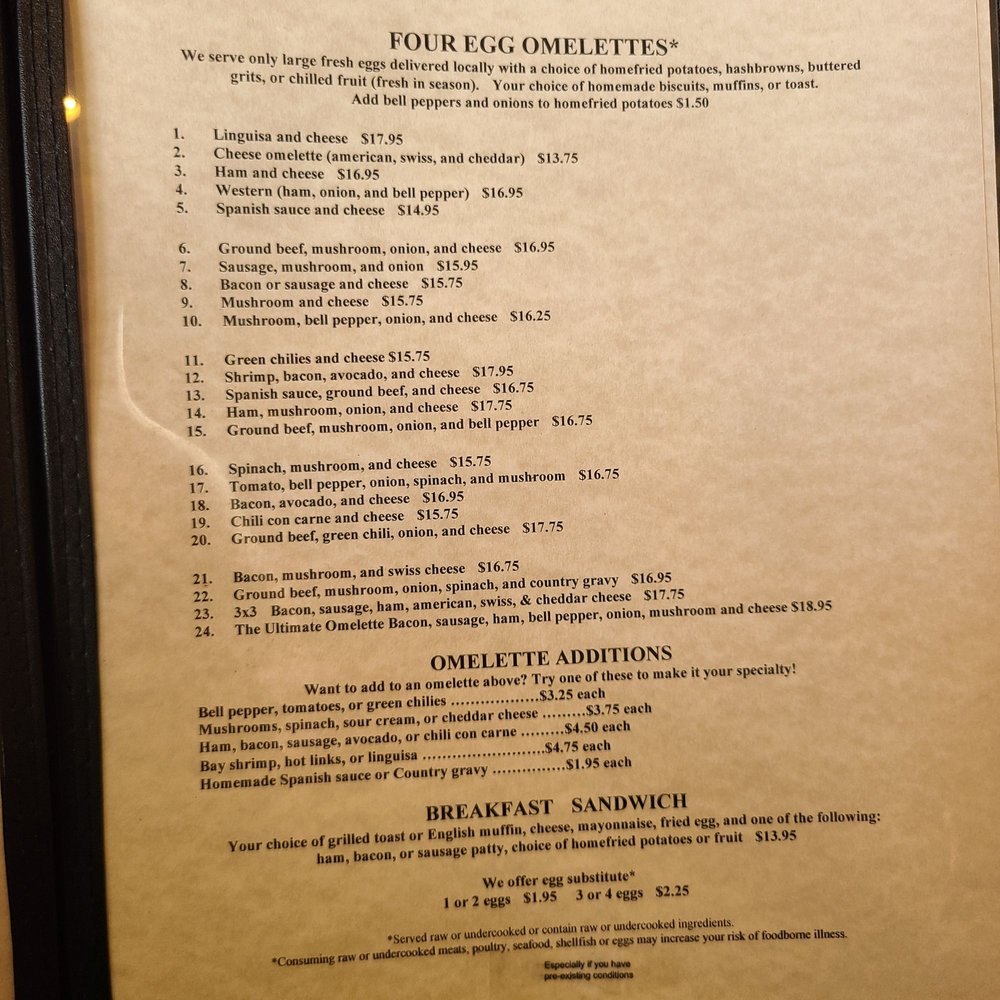 FOUR EGG OMELETTES*
We serve only large fresh eggs delivered locally with a choice of homefried potatoes, hashbrowns, buttered
grits, or chilled fruit (fresh in season). Your choice of homemade biscuits, muffins, or toast.
Add bell peppers and onions to homefried potatoes $1.50
1. Linguisa and cheese $17.95
2. Cheese omelette (american, swiss, and cheddar) $13.75
3. Ham and cheese $16.95
4. Western (ham, onion, and bell pepper) $16.95
5. Spanish sauce and cheese $14.95
6. Ground beef, mushroom, onion, and cheese $16.95
7. Sausage, mushroom, and onion $15.95
8. Bacon or sausage and cheese $15.75
9. Mushroom and cheese $15.75
10. Mushroom, bell pepper, onion, and cheese $16.25
11. Green chilies and cheese $15.75
12. Shrimp, bacon, avocado, and cheese $17.95
13. Spanish sauce, ground beef, and cheese $16.75
14. Ham, mushroom, onion, and cheese $17.75
15. Ground beef, mushroom, onion, and bell pepper $16.75
16. Spinach, mushroom, and cheese $15.75
17. Tomato, bell pepper, onion, spinach, and mushroom $16.75
18. Bacon, avocado, and cheese $16.95
19. Chili con carne and cheese $15.75
20. Ground beef, green chili, onion, and cheese $17.75
21. Bacon, mushroom, and swiss cheese $16.75
22. Ground beef, mushroom, onion, spinach, and country gravy $16.95
23. 3x3 Bacon, sausage, ham, american, swiss, & cheddar cheese $17.75
24. The Ultimate Omelette Bacon, sausage, ham, bell pepper, onion, mushroom and cheese $18.95
OMELETTE ADDITIONS
Want to add to an omelette above? Try one of these to make it your specialty!
Bell pepper, tomatoes, or green chilies ..................$3.25 each
Mushrooms, spinach, sour cream, or cheddar cheese .........$3.75 each
Ham, bacon, sausage, avocado, or chili con carne .........$4.50 each
Bay shrimp, hot links, or linguisa .........................$4.75 each
Homemade Spanish sauce or Country gravy ...............$1.95 each
BREAKFAST SANDWICH
Your choice of grilled toast or English muffin, cheese, mayonnaise, fried egg, and one of the following:
ham, bacon, or sausage patty, choice of homefried potatoes or fruit $13.95
We offer egg substitute*
1 or 2 eggs $1.95 3 or 4 eggs $2.25
*Served raw or undercooked or contain raw or undercooked ingredients.
*Consuming raw or undercooked meats, poultry, seafood, shellfish or eggs may increase your risk of foodborne illness.
Especially if you have
pre-existing conditions